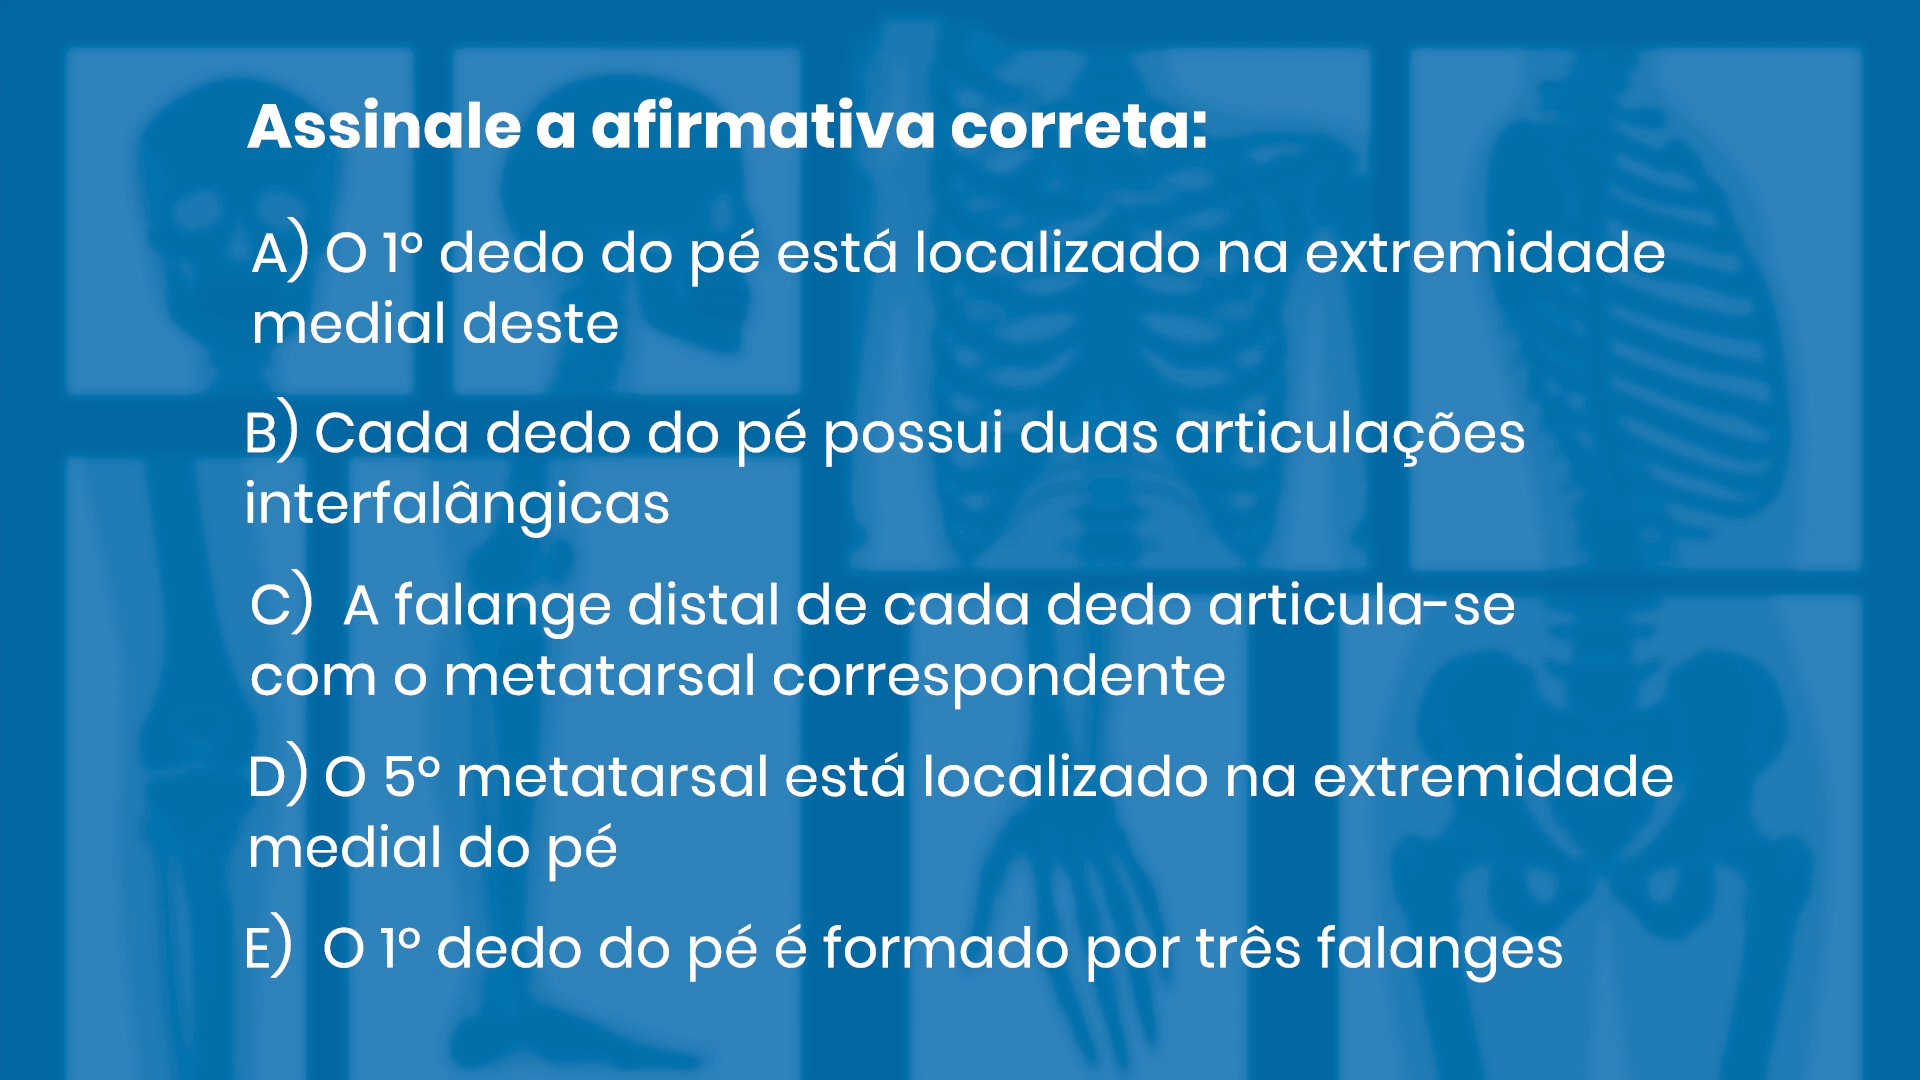 Assinale a afirmativa correta:
A) O 1º dedo do pé está localizado na extremidade
medial deste
B) Cada dedo do pé possui duas articulações
interfalângicas
C) A falange distal de cada dedo articula-se
com o metatarsal correspondente
D) O 5º metatarsal está localizado na extremidade
medial do pé
E) O 1º dedo do pé é formado por três falanges